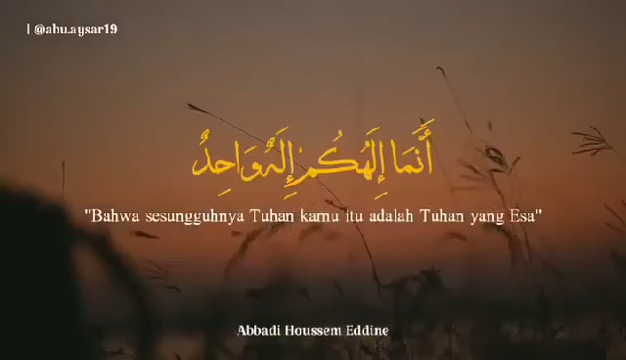 | @abu.aysar19
أَنَّمَا إِلَهُكُمْ إِلَهٌ وَاحِدٌ
"Bahwa sesungguhnya Tuhan kamu itu adalah Tuhan yang Esa"
Abbadi Houssem Eddine